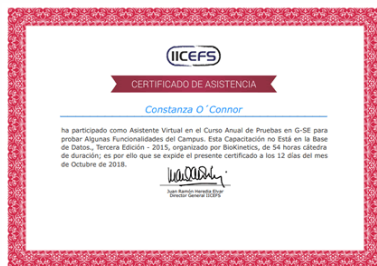 IICEFS
CERTIFICADO DE ASISTENCIA
Constanza O´Connor
ha participado como Asistente Virtual en el Curso Anual de Pruebas en G-SE para
probar Algunas Funcionalidades del Campus. Esta Capacitación no Está en la Base
de Datos., Tercera Edición - 2015, organizado por BioKinetics, de 54 horas cátedra
de duración; es por ello que se expide el presente certificado a los 12 días del mes
de Octubre de 2018.
Juan Ramón Heredia Elvar
Director General IICEFS